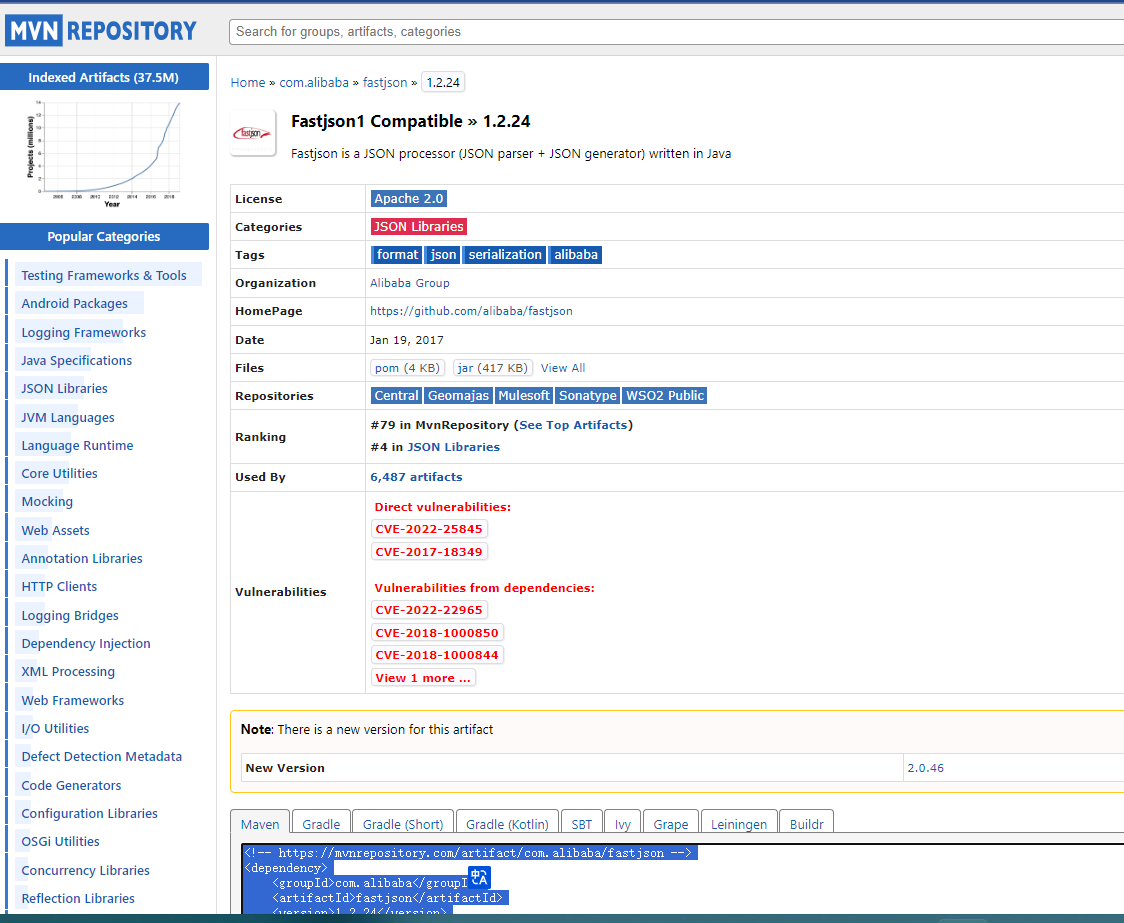 MVN REPOSITORY
Search for groups, artifacts, categories
Indexed Artifacts (37.5M)
Projects (millions)
Year
Popular Categories
Testing Frameworks & Tools
Android Packages
Logging Frameworks
Java Specifications
JSON Libraries
JVM Languages
Language Runtime
Core Utilities
Mocking
Web Assets
Annotation Libraries
HTTP Clients
Logging Bridges
Dependency Injection
XML Processing
Web Frameworks
I/O Utilities
Defect Detection Metadata
Code Generators
Configuration Libraries
OSGi Utilities
Concurrency Libraries
Reflection Libraries
Home » com.alibaba » fastjson » 1.2.24
fastjson
Fastjson1 Compatible » 1.2.24
Fastjson is a JSON processor (JSON parser + JSON generator) written in Java
License Apache 2.0
Categories JSON Libraries
Tags format json serialization alibaba
Organization Alibaba Group
HomePage https://github.com/alibaba/fastjson
Date Jan 19, 2017
Files pom (4 KB) jar (417 KB) View All
Repositories Central Geomajas Mulesoft Sonatype WSO2 Public
Ranking #79 in MvnRepository (See Top Artifacts)
#4 in JSON Libraries
Used By 6,487 artifacts
Vulnerabilities
Direct vulnerabilities:
CVE-2022-25845
CVE-2017-18349
Vulnerabilities from dependencies:
CVE-2022-22965
CVE-2018-1000850
CVE-2018-1000844
View 1 more ...
Note: There is a new version for this artifact
New Version 2.0.46
Maven Gradle Gradle (Short) Gradle (Kotlin) SBT Ivy Grape Leiningen Buildr
<!-- https://mvnrepository.com/artifact/com.alibaba/fastjson -->
<dependency>
<groupId>com.alibaba</groupI
<artifactId>fastjson</artifactId>
<version>1.2.24</version>